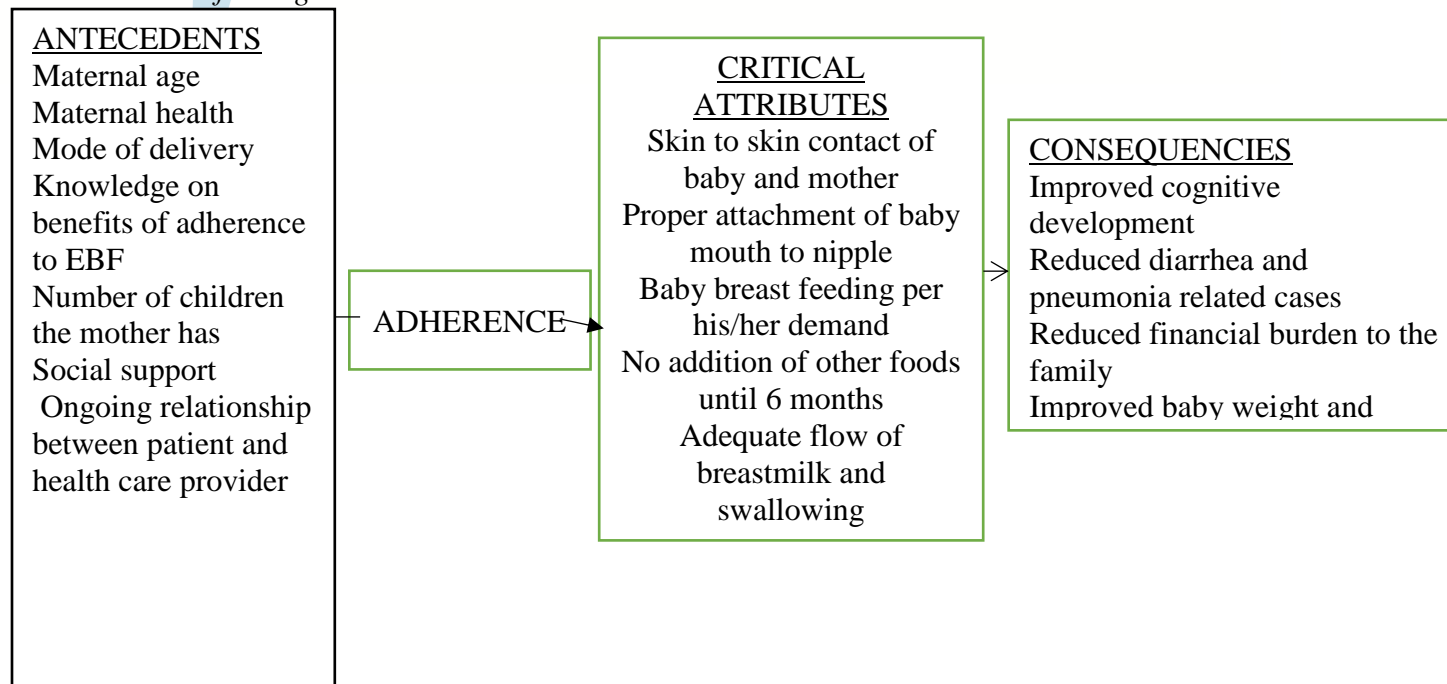 ANTECEDENTS
Maternal age
Maternal health
Mode of delivery
Knowledge on
benefits of adherence
to EBF
Number of children
the mother has
Social support
Ongoing relationship
between patient and
health care provider
ADHERENCE
CRITICAL
ATTRIBUTES
Skin to skin contact of
baby and mother
Proper attachment of baby
mouth to nipple
Baby breast feeding per
his/her demand
No addition of other foods
until 6 months
Adequate flow of
breastmilk and
swallowing
CONSEQUENCIES
Improved cognitive
development
Reduced diarrhea and
pneumonia related cases
Reduced financial burden to the
family
Improved baby weight and